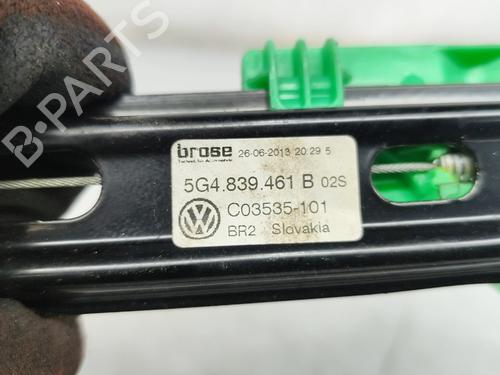 brose
26-06-2013 20:29 5
5G4.839.461 B 02S
C03535-101
BR2 Slovakia
B-PARTS